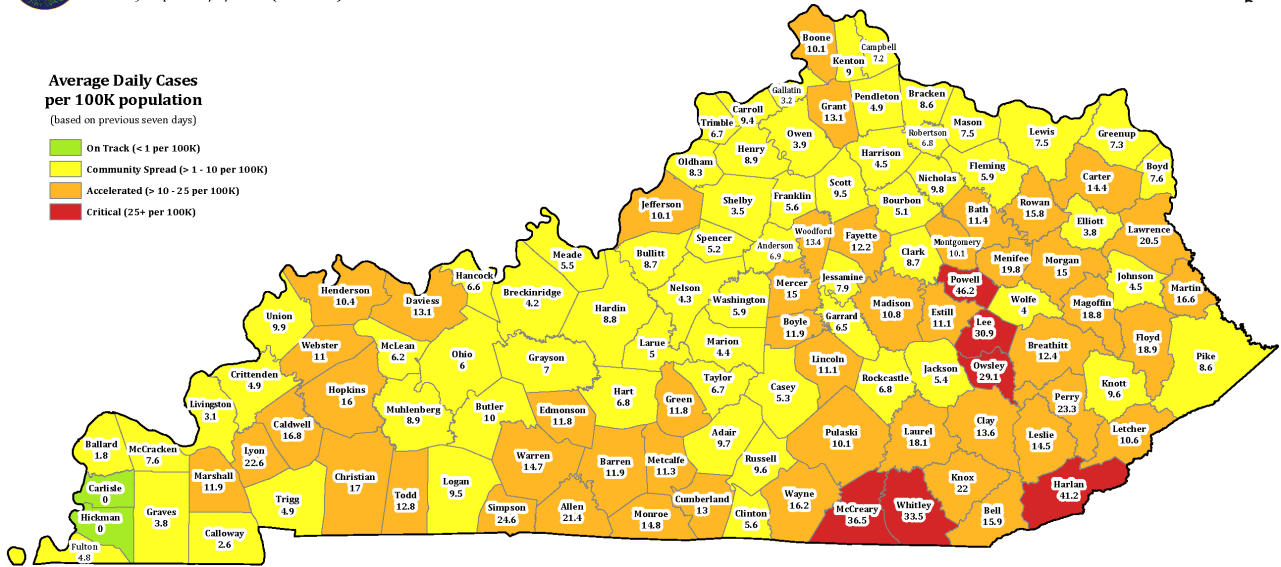 Average Daily Cases
per 100K population
(based on previous seven days)
On Track (< 1 per 100K)
Community Spread (> 1 - 10 per 100K)
Accelerated (> 10 - 25 per 100K)
Critical (25+ per 100K)
Boone
10.1
Kenton
9
Campbell
7.2
Gallatin
3.2
Grant
13.1
Pendleton
4.9
Bracken
8.6
Carroll
9.4
Trimble
6.7
Owen
3.9
Robertson
6.8
Mason
7.5
Lewis
7.5
Greenup
7.3
Henry
8.9
Oldham
8.3
Harrison
4.5
Fleming
5.9
Boyd
7.6
Nicholas
9.8
Carter
14.4
Scott
9.5
Jefferson
10.1
Shelby
3.5
Franklin
5.6
Bourbon
5.1
Bath
11.4
Rowan
15.8
Elliott
3.8
Lawrence
20.5
Spencer
5.2
Anderson
6.9
Woodford
13.4
Fayette
12.2
Montgomery
10.1
Clark
8.7
Menifee
19.8
Morgan
15
Meade
5.5
Bullitt
8.7
Hancock
6.6
Breckinridge
4.2
Nelson
4.3
Washington
5.9
Mercer
15
Jessamine
7.9
Powell
46.2
Johnson
4.5
Martin
16.6
Henderson
10.4
Daviess
13.1
Hardin
8.8
Madison
10.8
Estill
11.1
Wolfe
4
Magoffin
18.8
Union
9.9
Boyle
11.9
Garrard
6.5
Lee
30.9
Webster
11
McLean
6.2
Ohio
6
Grayson
7
Larue
5
Marion
4.4
Breathitt
12.4
Floyd
18.9
Pike
8.6
Crittenden
4.9
Lincoln
11.1
Owsley
29.1
Hopkins
16
Hart
6.8
Taylor
6.7
Casey
5.3
Rockcastle
6.8
Jackson
5.4
Knott
9.6
Livingston
3.1
Muhlenberg
8.9
Butler
10
Edmonson
11.8
Green
11.8
Perry
23.3
Caldwell
16.8
Adair
9.7
Pulaski
10.1
Laurel
18.1
Clay
13.6
Leslie
14.5
Letcher
10.6
Ballard
1.8
McCracken
7.6
Lyon
22.6
Warren
14.7
Barren
11.9
Metcalfe
11.3
Russell
9.6
Marshall
11.9
Christian
17
Carlisle
0
Logan
9.5
Todd
12.8
Trigg
4.9
Knox
22
Harlan
41.2
Wayne
16.2
Cumberland
13
Graves
3.8
Simpson
24.6
Allen
21.4
Monroe
14.8
Clinton
5.6
McCreary
36.5
Whitley
33.5
Bell
15.9
Hickman
0
Calloway
2.6
Fulton
4.8